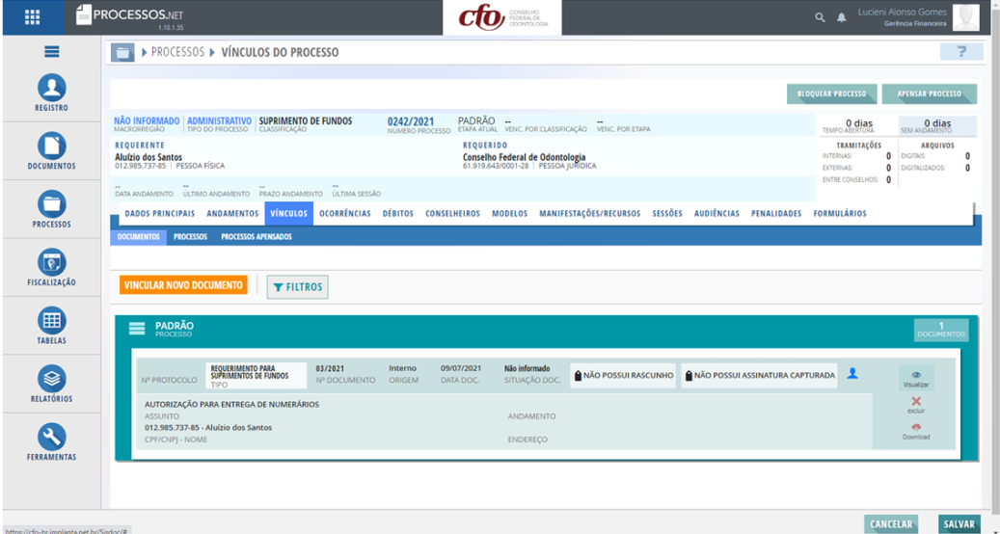 PROCESSOS.NET
1.10.1.35
cfo
CONSELHO
FEDERAL DE
ODONTOLOGIA
Lucieni Alonso Gomes
Gerência Financeira
REGISTRO
DOCUMENTOS
PROCESSOS
FISCALIZAÇÃO
TABELAS
RELATÓRIOS
FERRAMENTAS
PROCESSOS VÍNCULOS DO PROCESSO
?
BLOQUEAR PROCESSO APENSAR PROCESSO
NÃO INFORMADO ADMINISTRATIVO SUPRIMENTO DE FUNDOS 0242/2021 PADRÃO -- --
MACRORREGIÃO TIPO DO PROCESSO CLASSIFICAÇÃO NUMERO PROCESSO ETAPA ATUAL VENC. POR CLASSIFICAÇÃO VENC. POR ETAPA
0 dias 0 dias
TEMPO ABERTURA SEM ANDAMENTO
REQUERENTE REQUERIDO
Aluízio dos Santos Conselho Federal de Odontologia
012.985.737-85 | PESSOA FÍSICA 61.919.643/0001-28 | PESSOA JURÍDICA
TRAMITAÇÕES ARQUIVOS
INTERNAS: 0 DIGITAIS: 0
EXTERNAS: 0 DIGITALIZADOS: 0
ENTRE CONSELHOS: 0
-- -- -- --
DATA ANDAMENTO ÚLTIMO ANDAMENTO PRAZO ANDAMENTO ÚLTIMA SESSÃO
DADOS PRINCIPAIS ANDAMENTOS VÍNCULOS OCORRÊNCIAS DÉBITOS CONSELHEIROS MODELOS MANIFESTAÇÕES/RECURSOS SESSÕES AUDIÊNCIAS PENALIDADES FORMULÁRIOS
DOCUMENTOS PROCESSOS PROCESSOS APENSADOS
VINCULAR NOVO DOCUMENTO FILTROS
PADRÃO
PROCESSO
1
DOCUMENTOS
REQUERIMENTO PARA
SUPRIMENTOS DE FUNDOS 03/2021 Interno 09/07/2021 Não informado NÃO POSSUI RASCUNHO NÃO POSSUI ASSINATURA CAPTURADA
Nº PROTOCOLO TIPO Nº DOCUMENTO ORIGEM DATA DOC. SITUAÇÃO DOC.
Visualizar
excluir
Download
AUTORIZAÇÃO PARA ENTREGA DE NUMERÁRIOS
ASSUNTO ANDAMENTO
012.985.737-85 - Aluízio dos Santos
CPF/CNPJ - NOME ENDEREÇO
CANCELAR SALVAR
https://cfo-br.implanta.net.br/Sisdoc/#